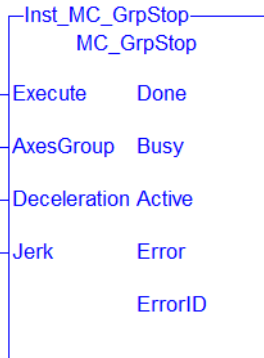 Inst_MC_GrpStop
MC_GrpStop
Execute Done
AxesGroup Busy
Deceleration Active
Jerk Error
ErrorID